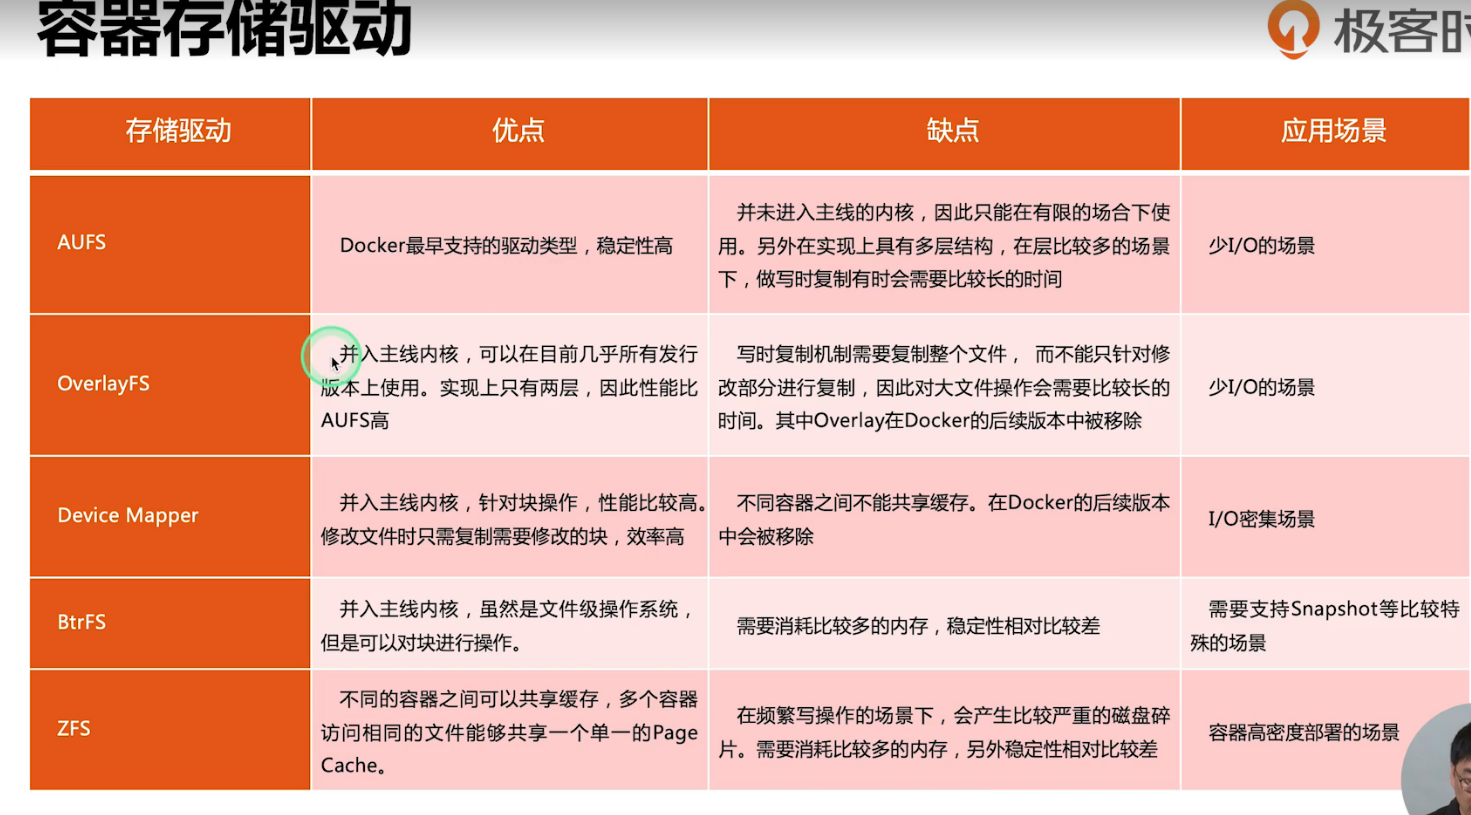 容器存储驱动
极客时
存储驱动
优点
缺点
应用场景
AUFS
Docker最早支持的驱动类型，稳定性高
并未进入主线的内核，因此只能在有限的场合下使
用。另外在实现上具有多层结构，在层比较多的场景
下，做写时复制有时会需要比较长的时间
少I/O的场景
OverlayFS
并入主线内核，可以在目前几乎所有发行
版本上使用。实现上只有两层，因此性能比
AUFS高
写时复制机制需要复制整个文件， 而不能只针对修
改部分进行复制，因此对大文件操作会需要比较长的
时间。其中Overlay在Docker的后续版本中被移除
少I/O的场景
Device Mapper
并入主线内核，针对块操作，性能比较高。
修改文件时只需复制需要修改的块，效率高
不同容器之间不能共享缓存。在Docker的后续版本
中会被移除
I/O密集场景
BtrFS
并入主线内核，虽然是文件级操作系统，
但是可以对块进行操作。
需要消耗比较多的内存，稳定性相对比较差
需要支持Snapshot等比较特
殊的场景
ZFS
不同的容器之间可以共享缓存，多个容器
访问相同的文件能够共享一个单一的Page
Cache。
在频繁写操作的场景下，会产生比较严重的磁盘碎
片。需要消耗比较多的内存，另外稳定性相对比较差
容器高密度部署的场景